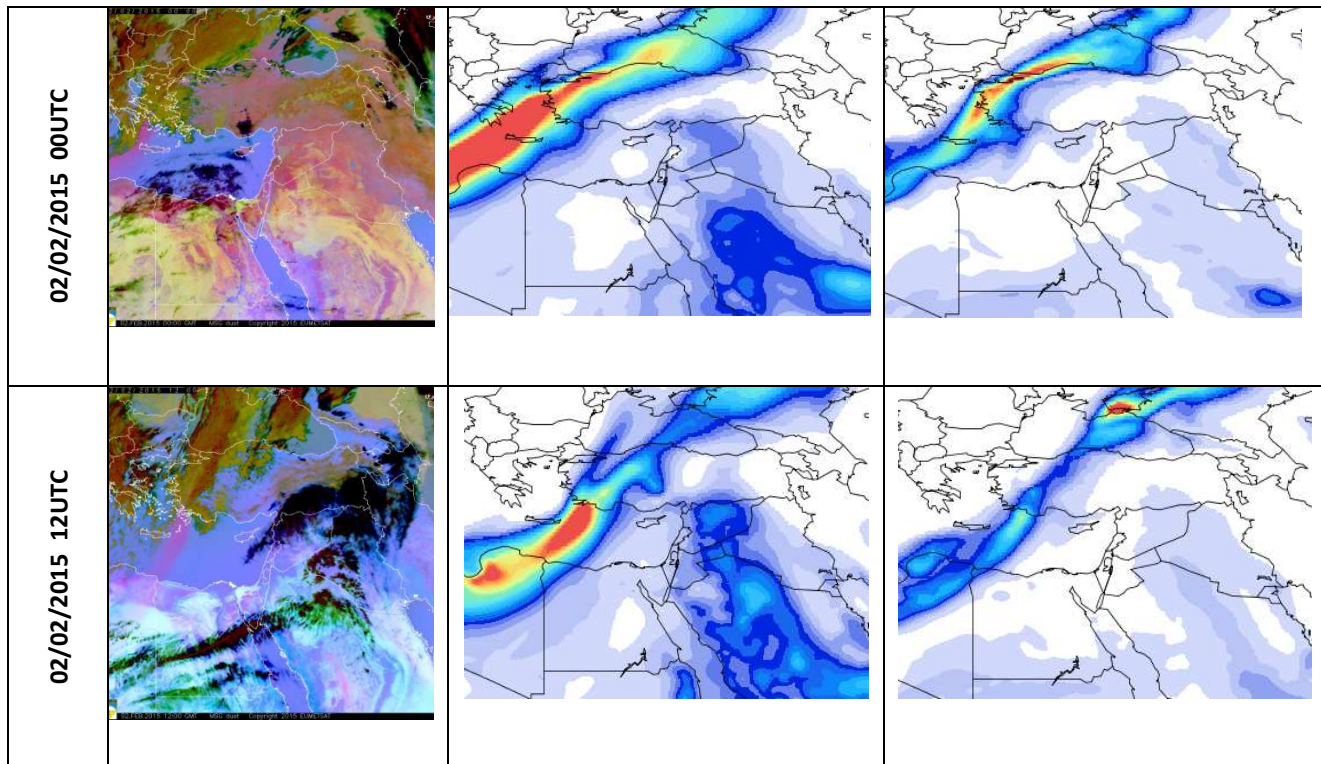 02/02/2015 00UTC
02 FEB 2015 00:00 GMT MSG dust Copyright 2015 EUMETSAT
02/02/2015 12UTC
02 FEB 2015 12:00 GMT MSG dust Copyright 2015 EUMETSAT